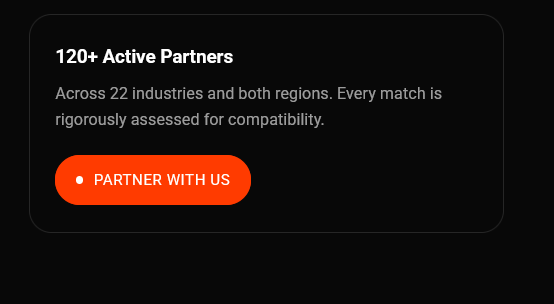 120+ Active Partners
Across 22 industries and both regions. Every match is
rigorously assessed for compatibility.
PARTNER WITH US